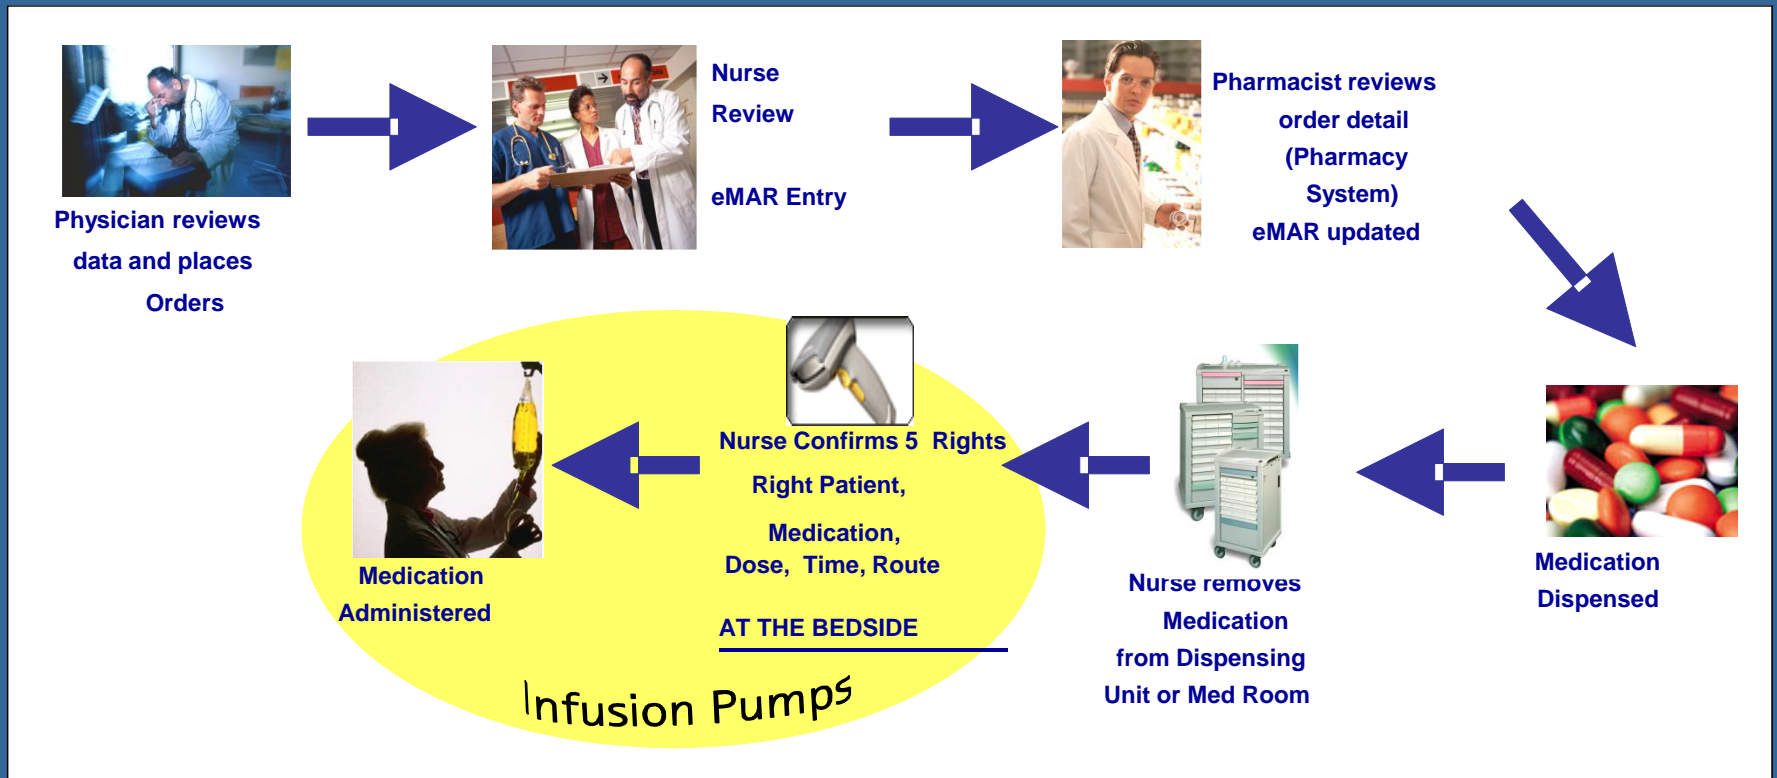 Physician reviews
data and places
Orders
Nurse
Review
eMAR Entry
Pharmacist reviews
order detail
(Pharmacy
System)
eMAR updated
Medication
Dispensed
Nurse removes
Medication
from Dispensing
Unit or Med Room
Nurse Confirms 5 Rights
Right Patient,
Medication,
Dose, Time, Route
AT THE BEDSIDE
Medication
Administered
Infusion Pumps